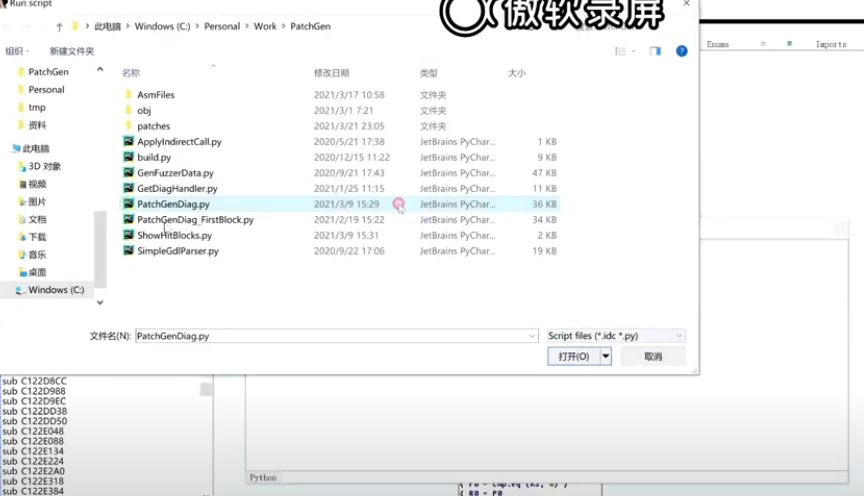 Run script
傲软录屏
此电脑 > Windows (C:) > Personal > Work > PatchGen
组织 新建文件夹
Enums Imports
名称 修改日期 类型 大小
PatchGen
Personal
tmp
资料
此电脑
3D 对象
视频
图片
文档
下载
音乐
桌面
Windows (C:)
AsmFiles 2021/3/17 10:58 文件夹
obj 2021/3/1 7:21 文件夹
patches 2021/3/21 23:05 文件夹
ApplyIndirectCall.py 2020/5/21 17:38 JetBrains PyChar... 1 KB
build.py 2020/12/15 11:22 JetBrains PyChar... 9 KB
GenFuzzerData.py 2020/9/21 17:43 JetBrains PyChar... 47 KB
GetDiagHandler.py 2021/1/25 11:15 JetBrains PyChar... 11 KB
PatchGenDiag.py 2021/3/9 15:29 JetBrains PyChar... 36 KB
PatchGenDiag_FirstBlock.py 2021/2/19 15:22 JetBrains PyChar... 34 KB
ShowHitBlocks.py 2021/3/9 15:31 JetBrains PyChar... 2 KB
SimpleGdlParser.py 2020/9/22 17:06 JetBrains PyChar... 19 KB
文件名(N): PatchGenDiag.py Script files (*.idc *.py)
打开(O) 取消
sub C122D8CC
sub C122D988
sub C122D9EC
sub C122DD38
sub C122DD50
sub C122E048
sub C122E088
sub C122E134
sub C122E224
sub C122E2A0
sub C122E318
sub C122E384
Python
{ R0 = P0